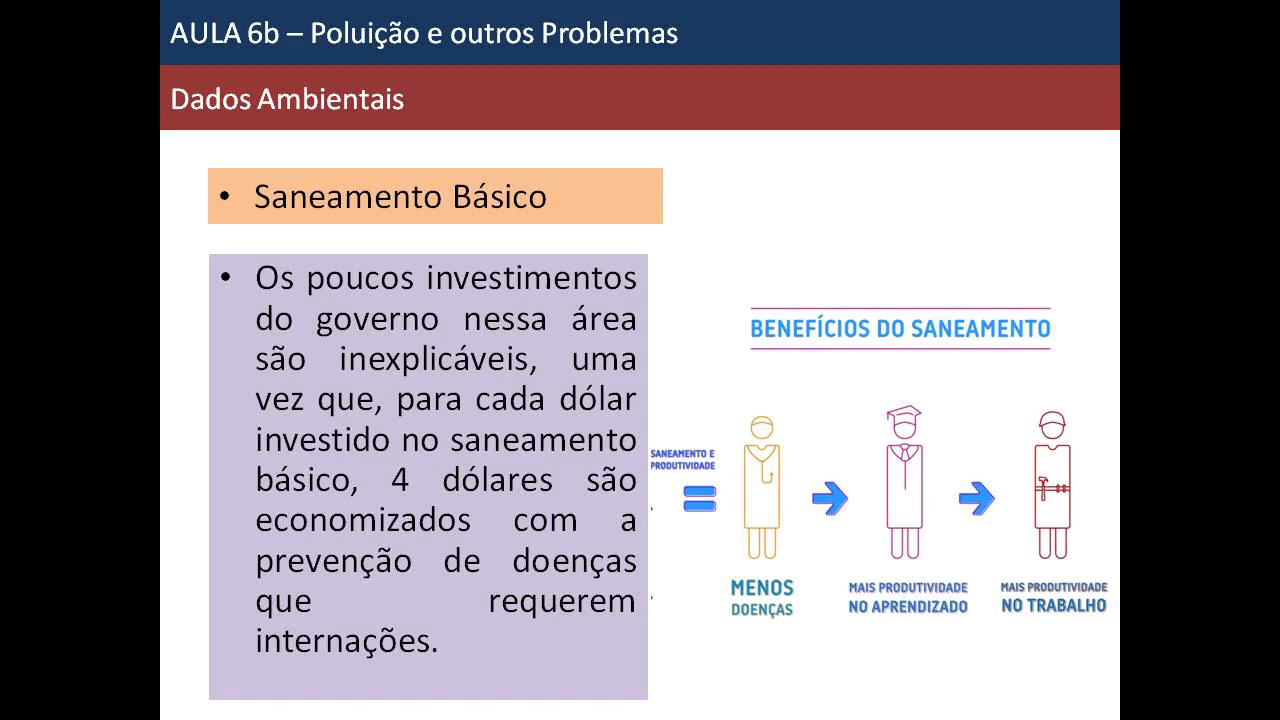 AULA 6b – Poluição e outros Problemas
Dados Ambientais
• Saneamento Básico
• Os poucos investimentos
do governo nessa área
são inexplicáveis, uma
vez que, para cada dólar
investido no saneamento
básico, 4 dólares são
economizados com a
prevenção de doenças
que requerem
internações.
BENEFÍCIOS DO SANEAMENTO
SANEAMENTO E
PRODUTIVIDADE
MENOS
DOENÇAS
MAIS PRODUTIVIDADE
NO APRENDIZADO
MAIS PRODUTIVIDADE
NO TRABALHO